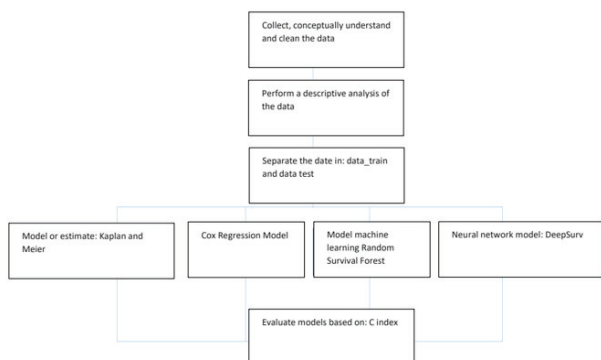 Collect, conceptually understand
and clean the data
Perform a descriptive analysis of
the data
Separate the date in: data_train
and data test
Model or estimate: Kaplan and
Meier
Cox Regression Model
Model machine
learning Random
Survival Forest
Neural network model: DeepSurv
Evaluate models based on: C index